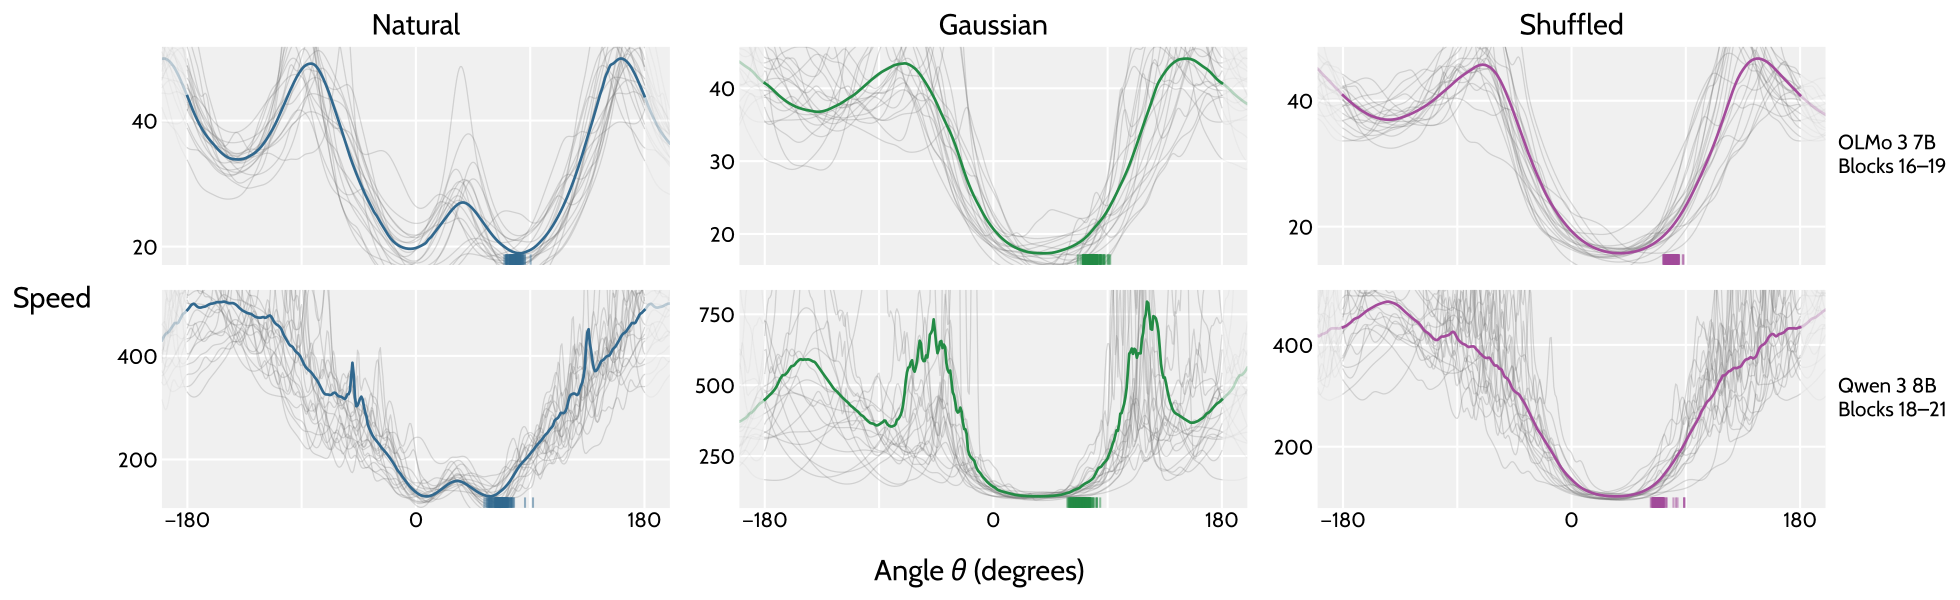 Natural
Gaussian
Shuffled
40
20
40
30
20
40
20
OLMo 3 7B
Blocks 16–19
Speed
400
200
750
500
250
400
200
Qwen 3 8B
Blocks 18–21
−180
0
180
−180
0
180
−180
0
180
Angle θ (degrees)